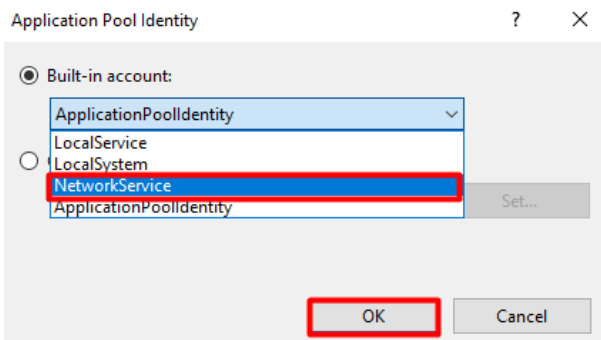 Application Pool Identity ? ×
Built-in account:
ApplicationPoolIdentity
LocalService
LocalSystem
NetworkService
ApplicationPoolIdentity
Set...
OK Cancel